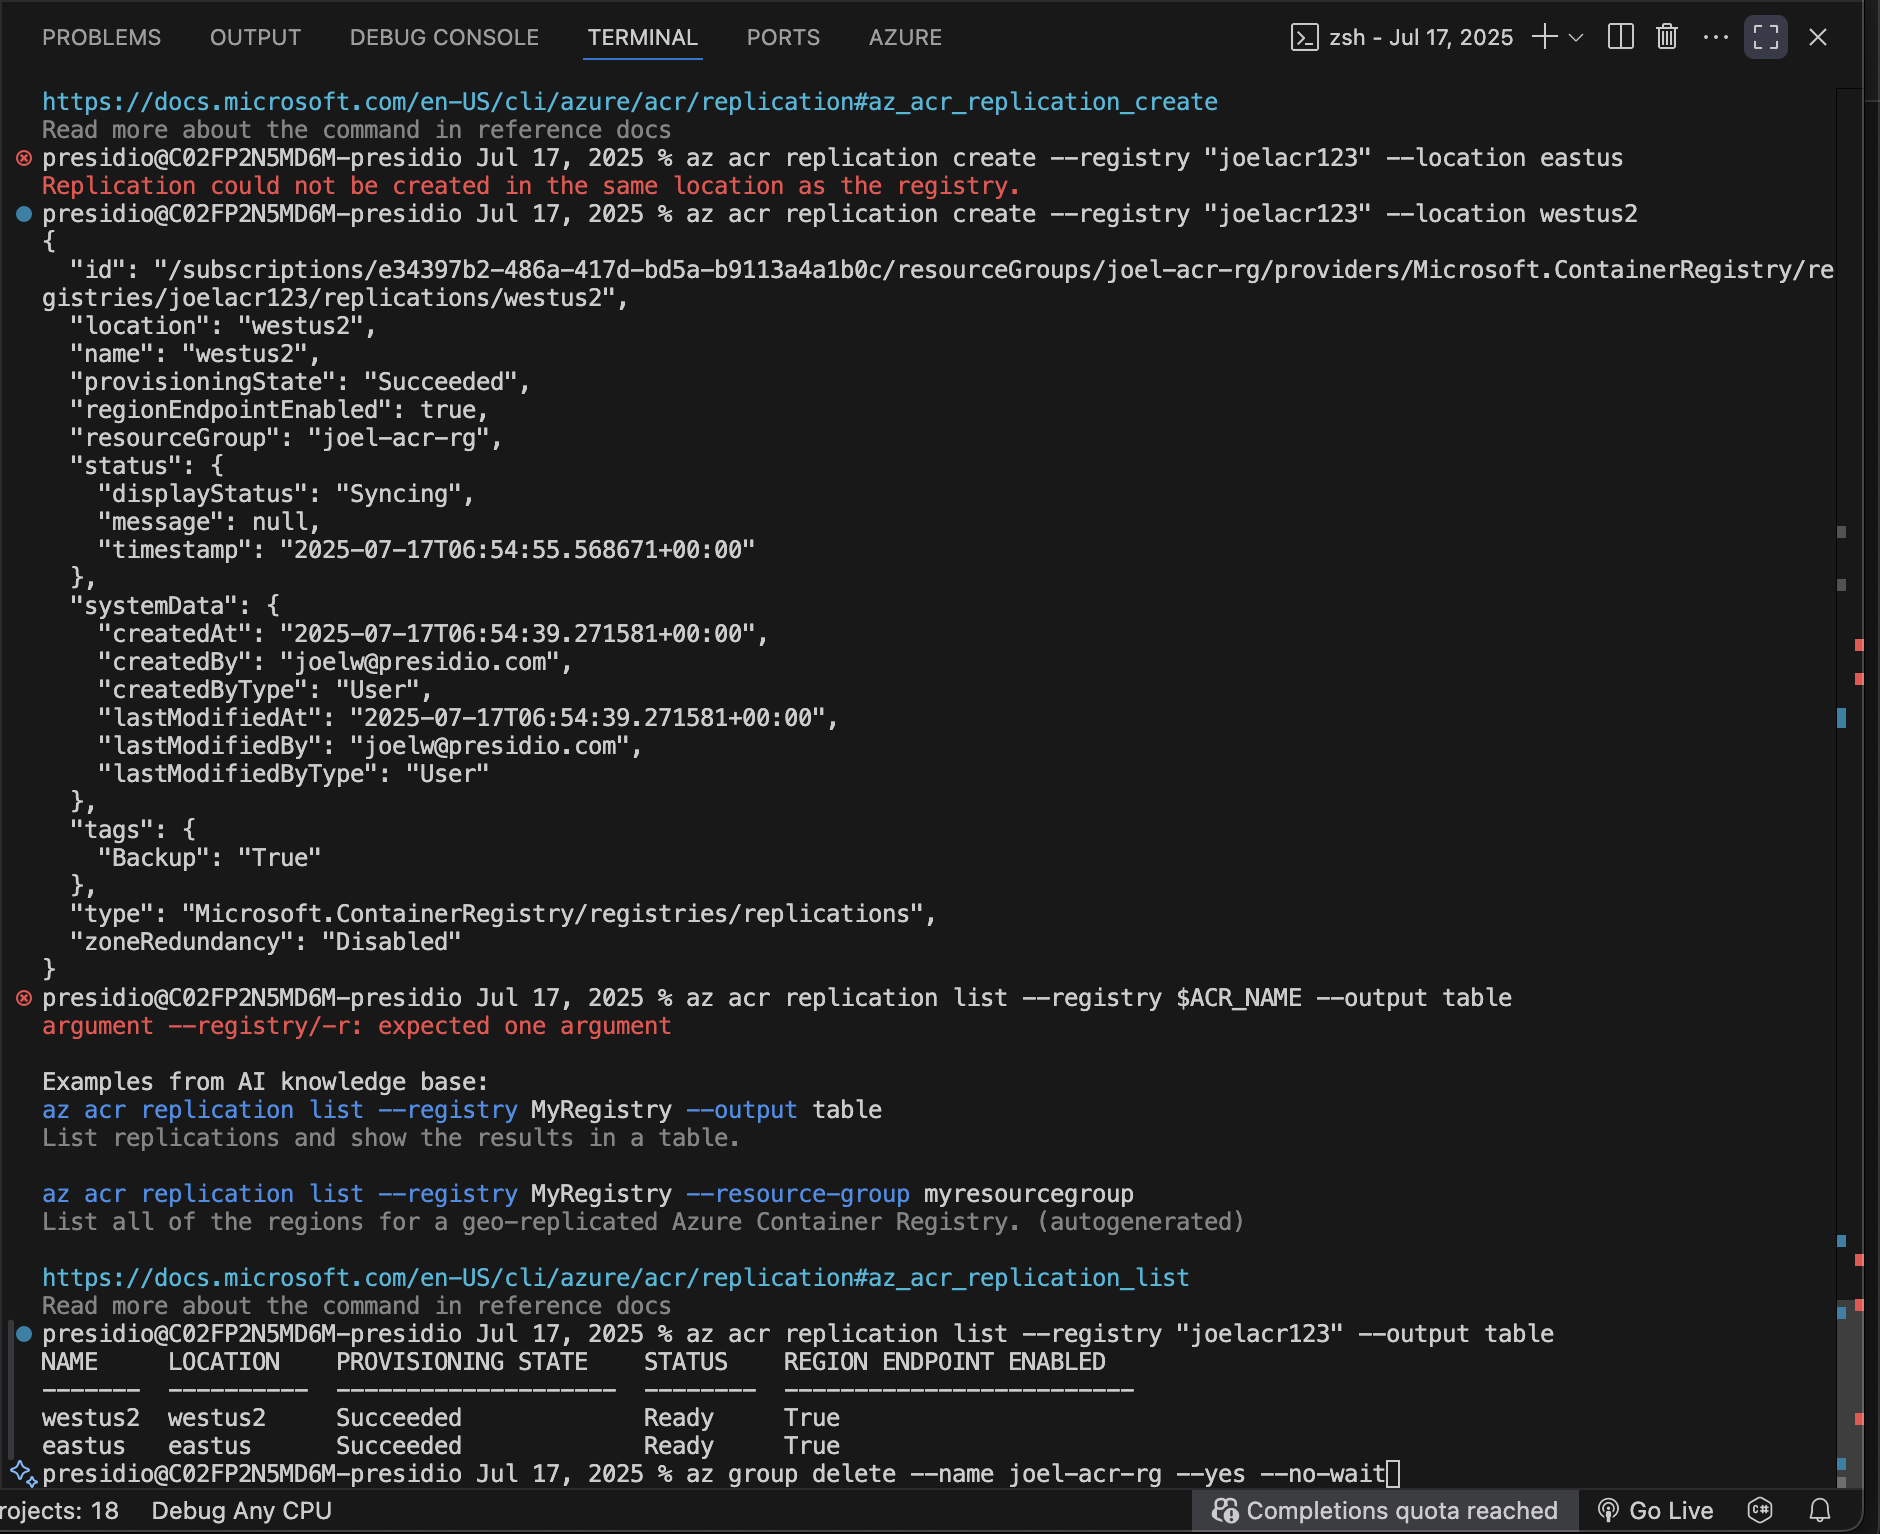 PROBLEMS OUTPUT DEBUG CONSOLE TERMINAL PORTS AZURE zsh - Jul 17, 2025
https://docs.microsoft.com/en-US/cli/azure/acr/replication#az_acr_replication_create
Read more about the command in reference docs
presidio@C02FP2N5MD6M-presidio Jul 17, 2025 % az acr replication create --registry "joelacr123" --location eastus
Replication could not be created in the same location as the registry.
presidio@C02FP2N5MD6M-presidio Jul 17, 2025 % az acr replication create --registry "joelacr123" --location westus2
{
  "id": "/subscriptions/e34397b2-486a-417d-bd5a-b9113a4a1b0c/resourceGroups/joel-acr-rg/providers/Microsoft.ContainerRegistry/re
gistries/joelacr123/replications/westus2",
  "location": "westus2",
  "name": "westus2",
  "provisioningState": "Succeeded",
  "regionEndpointEnabled": true,
  "resourceGroup": "joel-acr-rg",
  "status": {
    "displayStatus": "Syncing",
    "message": null,
    "timestamp": "2025-07-17T06:54:55.568671+00:00"
  },
  "systemData": {
    "createdAt": "2025-07-17T06:54:39.271581+00:00",
    "createdBy": "joelw@presidio.com",
    "createdByType": "User",
    "lastModifiedAt": "2025-07-17T06:54:39.271581+00:00",
    "lastModifiedBy": "joelw@presidio.com",
    "lastModifiedByType": "User"
  },
  "tags": {
    "Backup": "True"
  },
  "type": "Microsoft.ContainerRegistry/registries/replications",
  "zoneRedundancy": "Disabled"
}
presidio@C02FP2N5MD6M-presidio Jul 17, 2025 % az acr replication list --registry $ACR_NAME --output table
argument --registry/-r: expected one argument
Examples from AI knowledge base:
az acr replication list --registry MyRegistry --output table
List replications and show the results in a table.
az acr replication list --registry MyRegistry --resource-group myresourcegroup
List all of the regions for a geo-replicated Azure Container Registry. (autogenerated)
https://docs.microsoft.com/en-US/cli/azure/acr/replication#az_acr_replication_list
Read more about the command in reference docs
presidio@C02FP2N5MD6M-presidio Jul 17, 2025 % az acr replication list --registry "joelacr123" --output table
NAME     LOCATION    PROVISIONING STATE    STATUS    REGION ENDPOINT ENABLED
-------  ----------  --------------------  --------  -------------------------
westus2  westus2     Succeeded             Ready     True
eastus   eastus      Succeeded             Ready     True
presidio@C02FP2N5MD6M-presidio Jul 17, 2025 % az group delete --name joel-acr-rg --yes --no-wait
rojects: 18 Debug Any CPU Completions quota reached Go Live